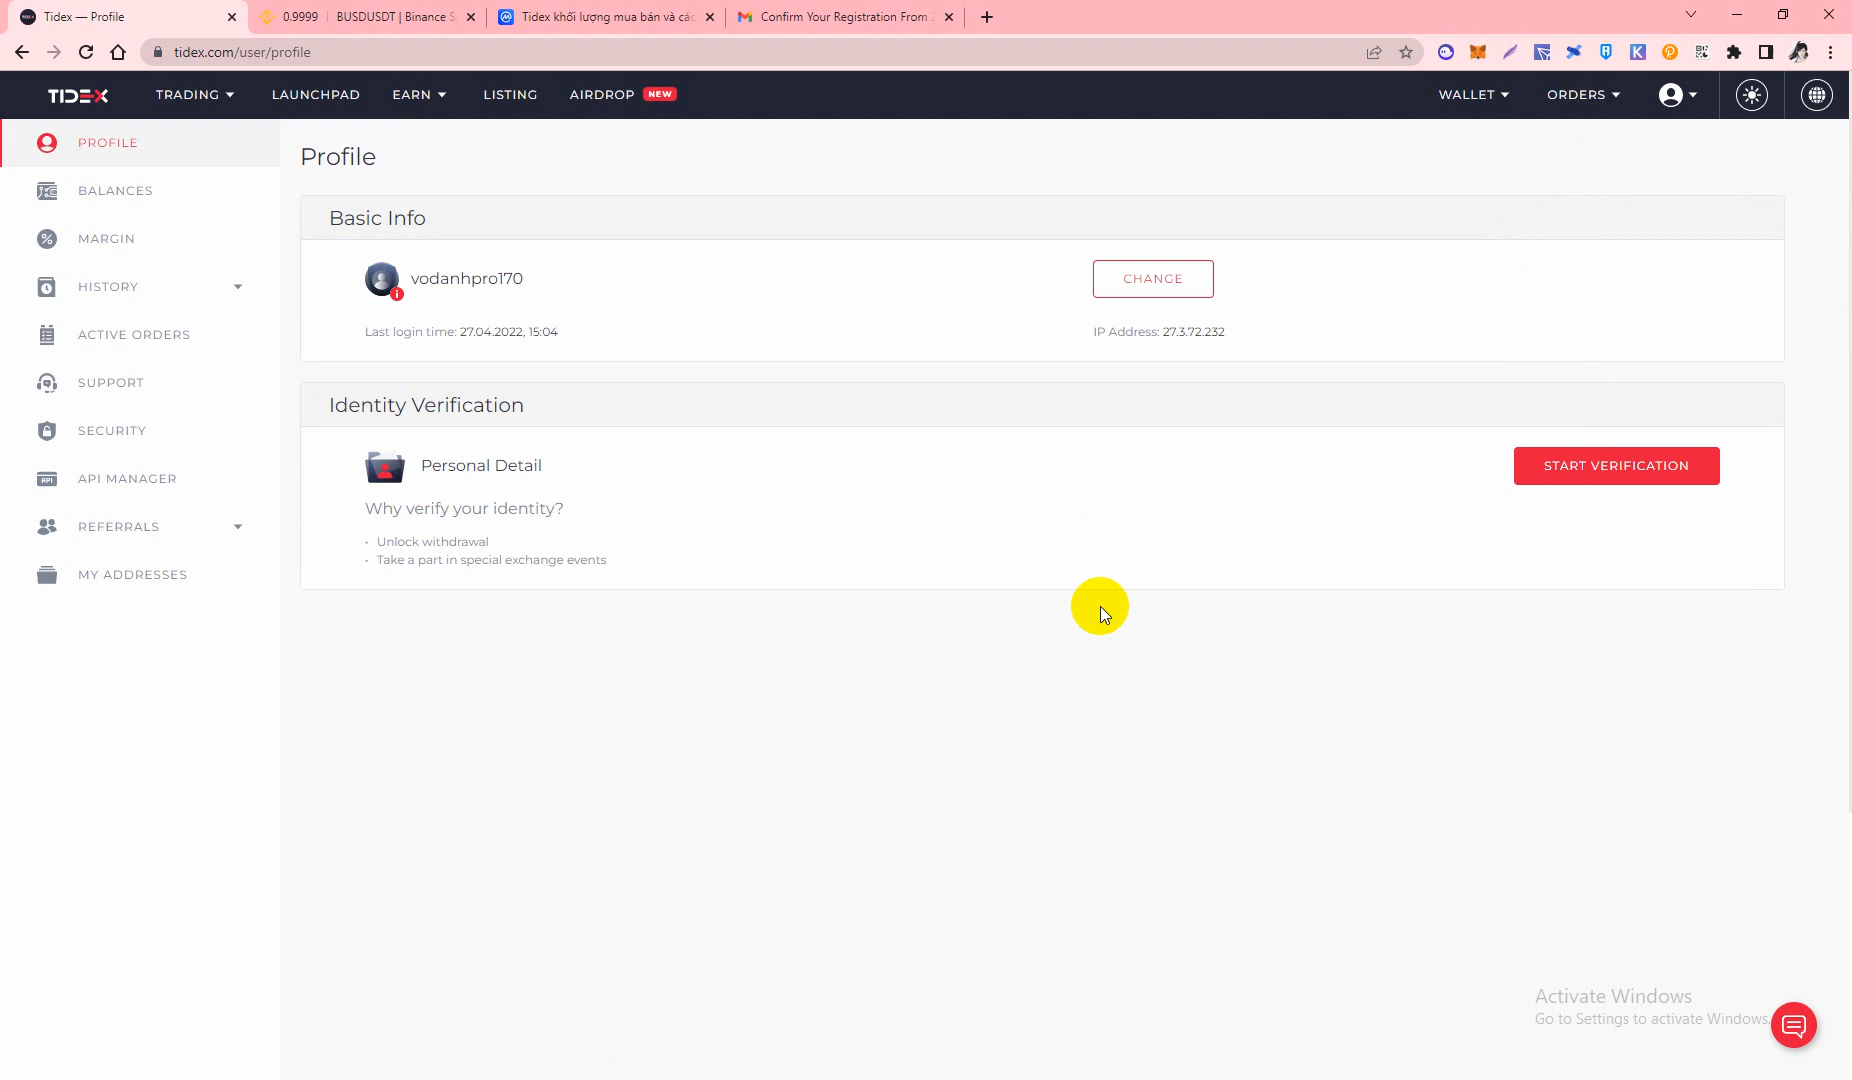 Tidex — Profile
0.9999 | BUSDUSDT | Binance S
Tidex khối lượng mua bán và các
Confirm Your Registration From
tidex.com/user/profile
TIDEX
TRADING
LAUNCHPAD
EARN
LISTING
AIRDROP NEW
WALLET
ORDERS
PROFILE
BALANCES
MARGIN
HISTORY
ACTIVE ORDERS
SUPPORT
SECURITY
API MANAGER
REFERRALS
MY ADDRESSES
Profile
Basic Info
vodanhpro170
CHANGE
Last login time: 27.04.2022, 15:04
IP Address: 27.3.72.232
Identity Verification
Personal Detail
START VERIFICATION
Why verify your identity?
· Unlock withdrawal
· Take a part in special exchange events
Activate Windows
Go to Settings to activate Windows.